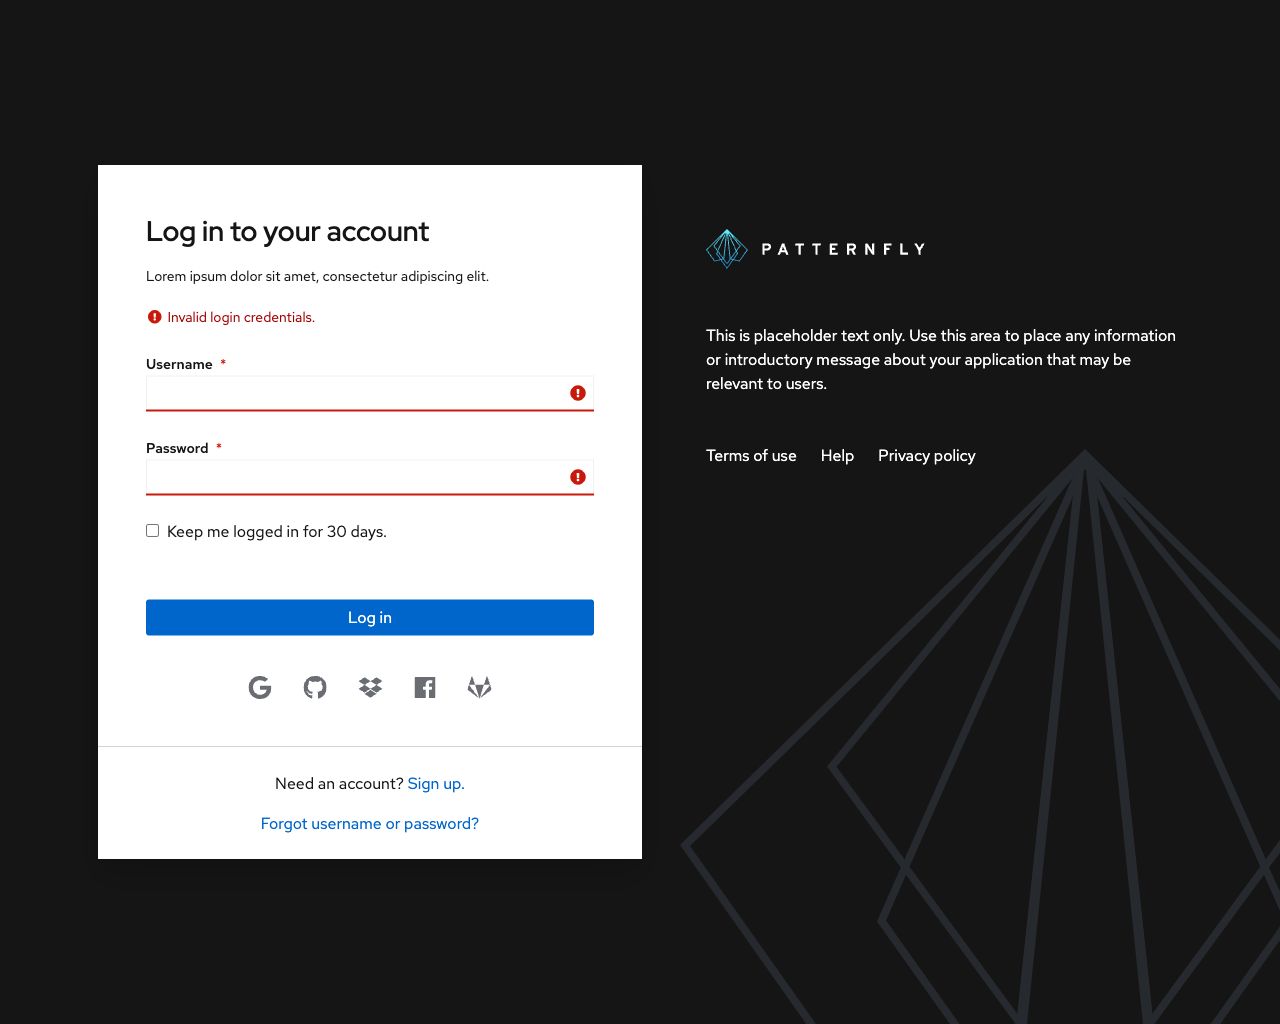 Log in to your account
Lorem ipsum dolor sit amet, consectetur adipiscing elit.
Invalid login credentials.
Username *
Password *
Keep me logged in for 30 days.
Log in
Need an account? Sign up.
Forgot username or password?
PATTERNFLY
This is placeholder text only. Use this area to place any information
or introductory message about your application that may be
relevant to users.
Terms of use Help Privacy policy